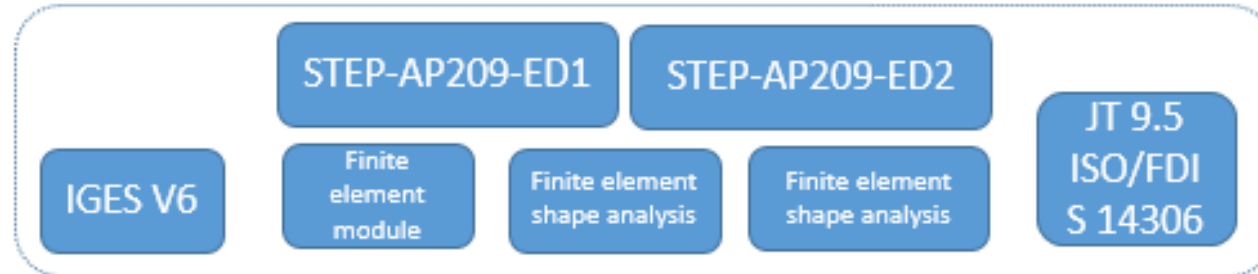 STEP-AP209-ED1
STEP-AP209-ED2
IGES V6
Finite
element
module
Finite element
shape analysis
Finite element
shape analysis
JT 9.5
ISO/FDI
S 14306